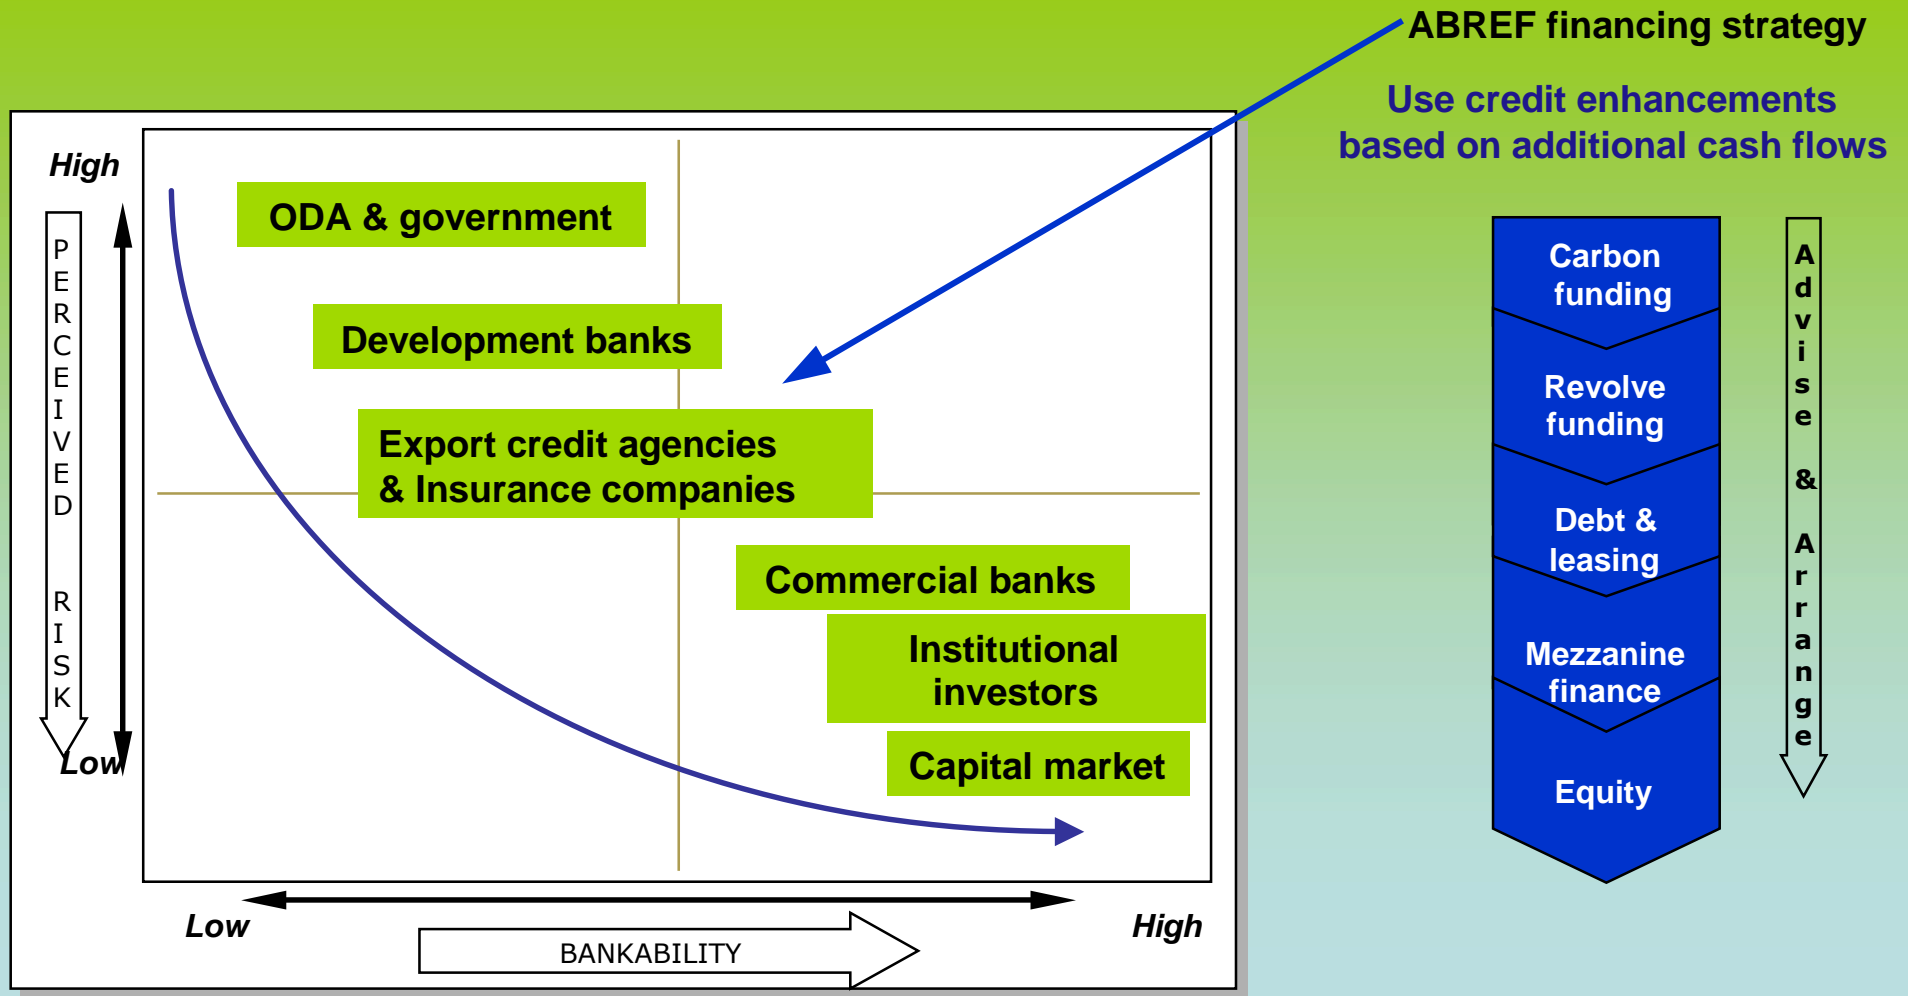 ABREF financing strategy
Use credit enhancements
based on additional cash flows
High
PERCEIVED RISK
Low
ODA & government
Development banks
Export credit agencies
& Insurance companies
Commercial banks
Institutional
investors
Capital market
Low
High
BANKABILITY
Carbon
funding
Revolve
funding
Debt &
leasing
Mezzanine
finance
Equity
Advise & Arrange